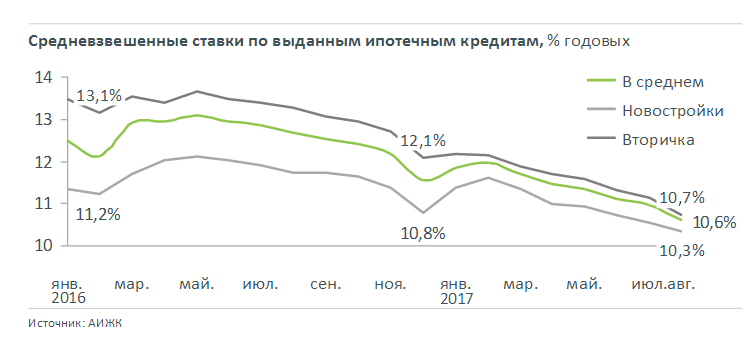 Средневзвешенные ставки по выданным ипотечным кредитам, % годовых
14
13
12
11
10
13,1%
11,2%
12,1%
10,8%
10,7%
10,6%
10,3%
В среднем
Новостройки
Вторичка
янв. мар. май. июл. сен. ноя. янв. мар. май. июл.авг.
2016 2017
Источник: АИЖК